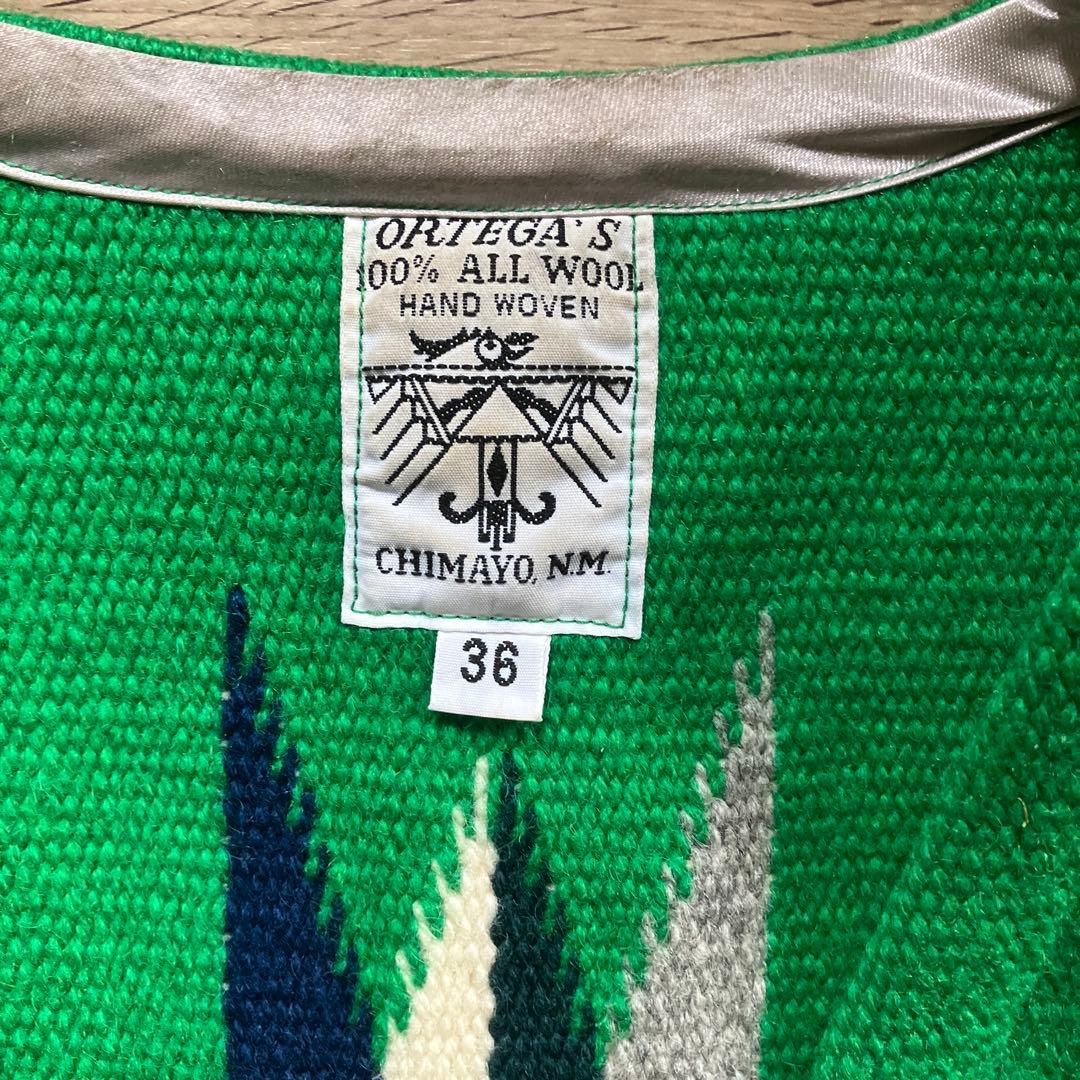 ORTEGA'S
100% ALL WOOL
HAND WOVEN
CHIMAYO, N.M.
36